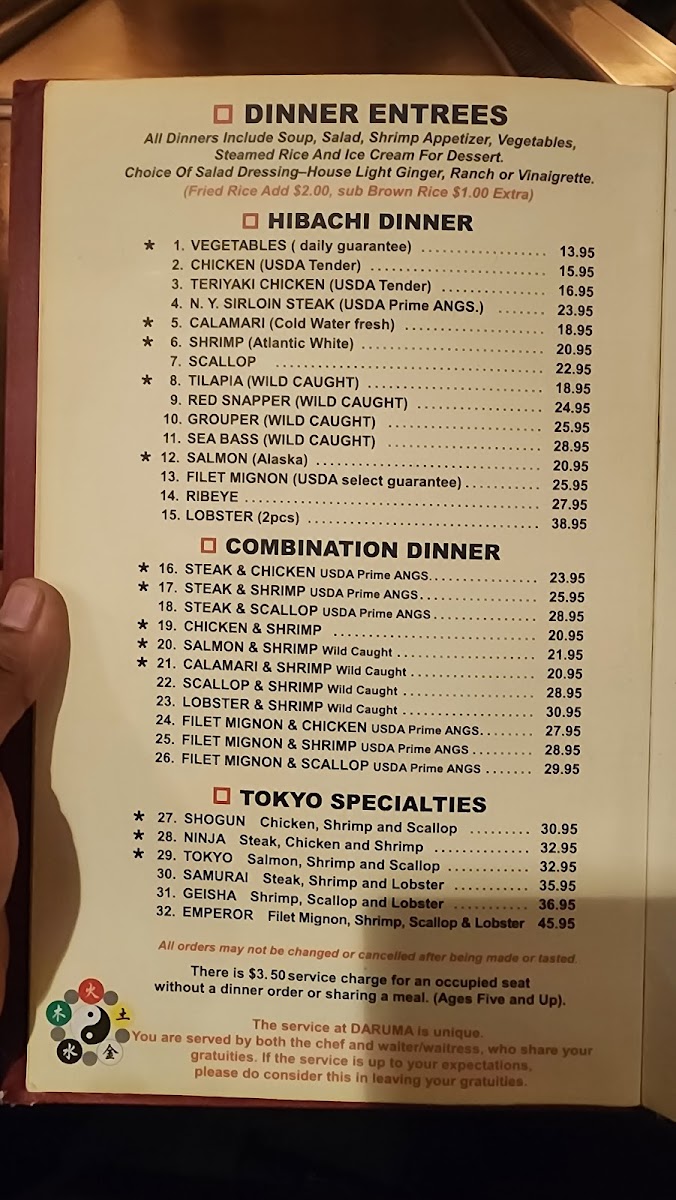 DINNER ENTREES
All Dinners Include Soup, Salad, Shrimp Appetizer, Vegetables,
Steamed Rice And Ice Cream For Dessert.
Choice Of Salad Dressing–House Light Ginger, Ranch or Vinaigrette.
(Fried Rice Add $2.00, sub Brown Rice $1.00 Extra)
HIBACHI DINNER
* 1. VEGETABLES ( daily guarantee) .................. 13.95
2. CHICKEN (USDA Tender) ......................... 15.95
3. TERIYAKI CHICKEN (USDA Tender) ............... 16.95
4. N. Y. SIRLOIN STEAK (USDA Prime ANGS.) ....... 23.95
* 5. CALAMARI (Cold Water fresh) .................... 18.95
* 6. SHRIMP (Atlantic White) .......................... 20.95
7. SCALLOP ....................................... 22.95
* 8. TILAPIA (WILD CAUGHT) ......................... 18.95
9. RED SNAPPER (WILD CAUGHT) .................. 24.95
10. GROUPER (WILD CAUGHT) ...................... 25.95
11. SEA BASS (WILD CAUGHT) ...................... 28.95
* 12. SALMON (Alaska) ................................ 20.95
13. FILET MIGNON (USDA select guarantee) ........... 25.95
14. RIBEYE .......................................... 27.95
15. LOBSTER (2pcs) ................................. 38.95
COMBINATION DINNER
* 16. STEAK & CHICKEN USDA Prime ANGS................ 23.95
* 17. STEAK & SHRIMP USDA Prime ANGS................. 25.95
18. STEAK & SCALLOP USDA Prime ANGS............... 28.95
* 19. CHICKEN & SHRIMP ............................. 20.95
* 20. SALMON & SHRIMP Wild Caught .................... 21.95
* 21. CALAMARI & SHRIMP Wild Caught .................. 20.95
22. SCALLOP & SHRIMP Wild Caught ................... 28.95
23. LOBSTER & SHRIMP Wild Caught ................... 30.95
24. FILET MIGNON & CHICKEN USDA Prime ANGS........ 27.95
25. FILET MIGNON & SHRIMP USDA Prime ANGS ......... 28.95
26. FILET MIGNON & SCALLOP USDA Prime ANGS ....... 29.95
TOKYO SPECIALTIES
* 27. SHOGUN Chicken, Shrimp and Scallop ......... 30.95
* 28. NINJA Steak, Chicken and Shrimp .............. 32.95
* 29. TOKYO Salmon, Shrimp and Scallop ........... 32.95
30. SAMURAI Steak, Shrimp and Lobster ........... 35.95
31. GEISHA Shrimp, Scallop and Lobster ........... 36.95
32. EMPEROR Filet Mignon, Shrimp, Scallop & Lobster 45.95
All orders may not be changed or cancelled after being made or tasted.
There is $3.50 service charge for an occupied seat
without a dinner order or sharing a meal. (Ages Five and Up).
The service at DARUMA is unique.
You are served by both the chef and waiter/waitress, who share your
gratuities. If the service is up to your expectations,
please do consider this in leaving your gratuities.
火
木 土
水 金